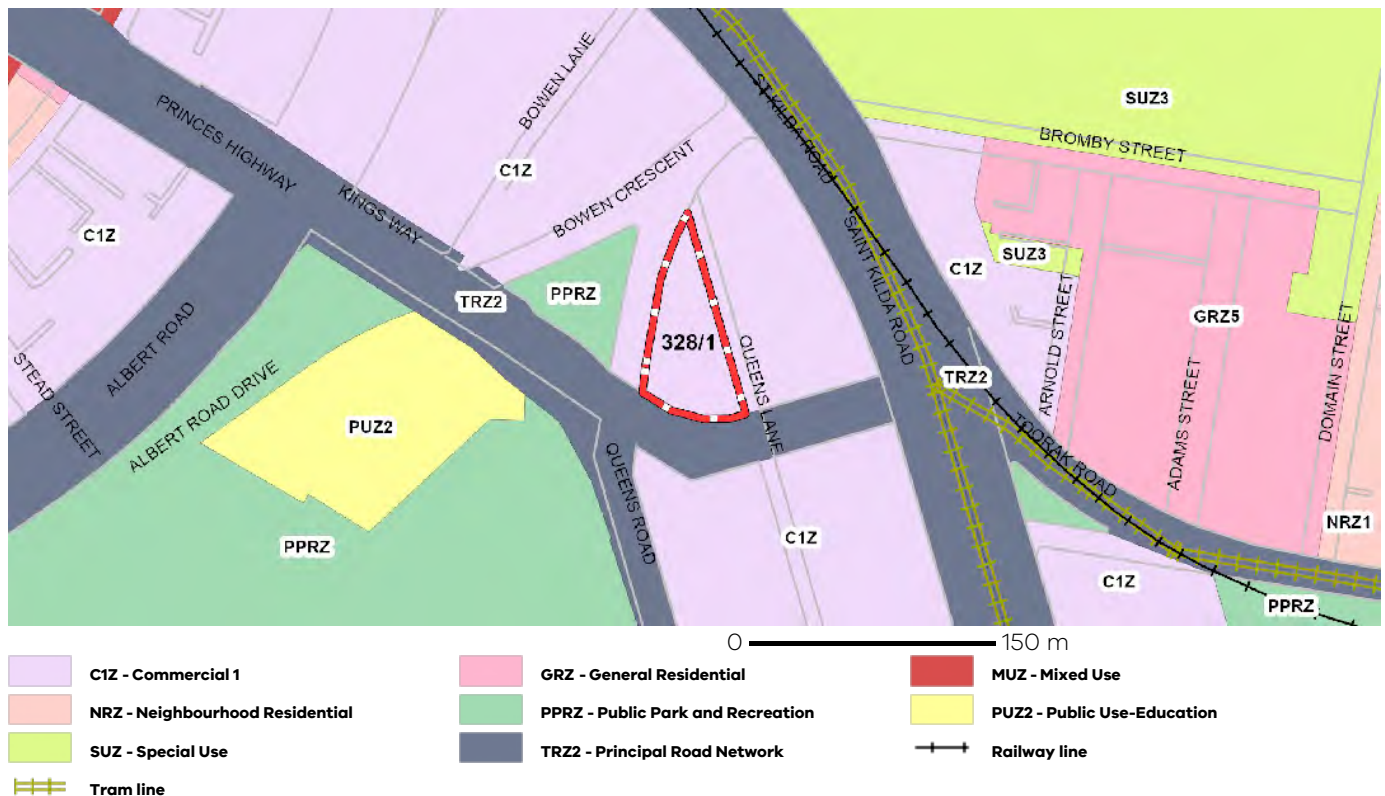 SUZ3
BOWEN LANE
ST KILDA ROAD
PRINCES HIGHWAY
BROMBY STREET
C1Z
BOWEN CRESCENT
KINGS WAY
C1Z
SAINT KILDA ROAD
SUZ3
C1Z
TRZ2
PPRZ
ALBERT ROAD
328/1
GRZ5
ARNOLD STREET
DOMAIN STREET
STEAD STREET
ALBERT ROAD DRIVE
QUEENS LANE
TRZ2
ADAMS STREET
PUZ2
TOORAK ROAD
QUEENS ROAD
NRZ1
PPRZ
C1Z
C1Z
PPRZ
0 150 m
C1Z - Commercial 1
GRZ - General Residential
MUZ - Mixed Use
NRZ - Neighbourhood Residential
PPRZ - Public Park and Recreation
PUZ2 - Public Use-Education
SUZ - Special Use
TRZ2 - Principal Road Network
Railway line
Tram line